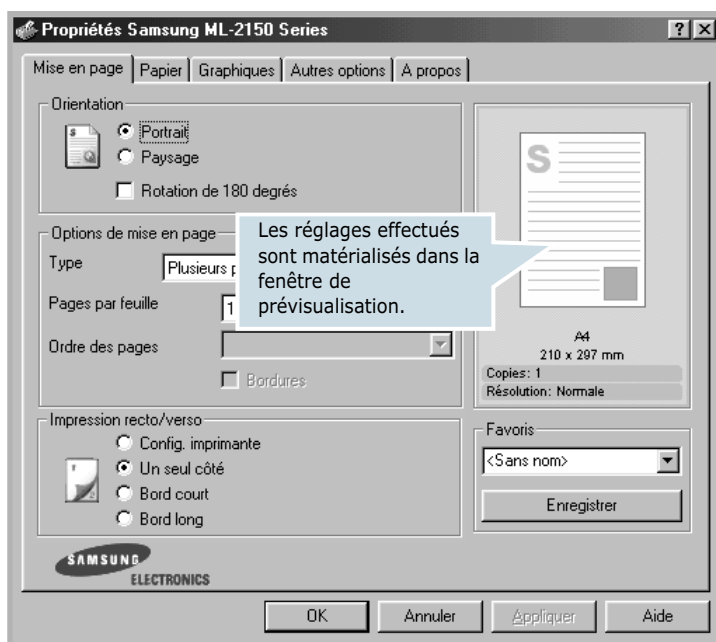 Propriétés Samsung ML-2150 Series
Mise en page Papier Graphiques Autres options A propos
Orientation
Portrait
Paysage
Rotation de 180 degrés
Options de mise en page
Type
Plusieurs
Pages par feuille
1
Ordre des pages
Bordures
Les réglages effectués
sont matérialisés dans la
fenêtre de
prévisualisation.
Impression recto/verso
Config. imprimante
Un seul côté
Bord court
Bord long
S
A4
210 x 297 mm
Copies: 1
Résolution: Normale
Favoris
<Sans nom>
Enregistrer
SAMSUNG
ELECTRONICS
OK Annuler Appliquer Aide